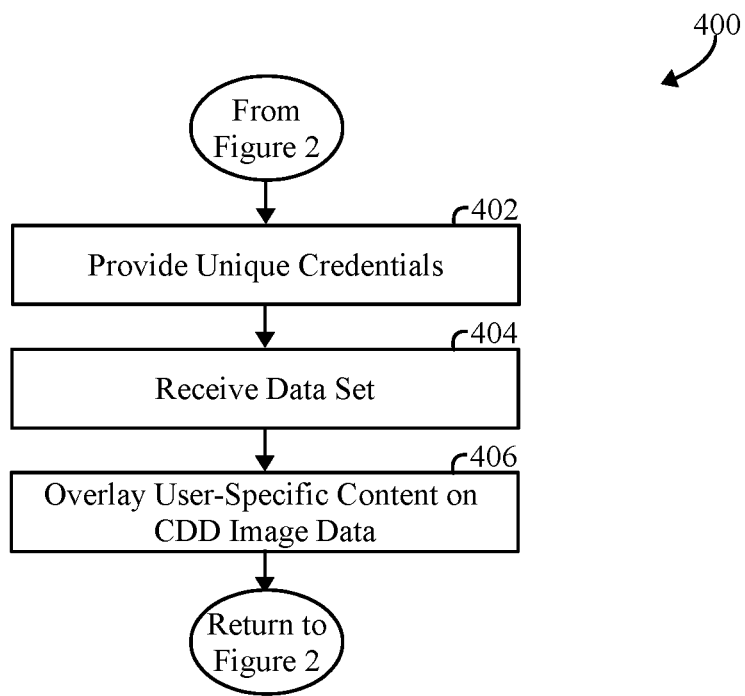 400
From
Figure 2
402
Provide Unique Credentials
404
Receive Data Set
406
Overlay User-Specific Content on
CDD Image Data
Return to
Figure 2